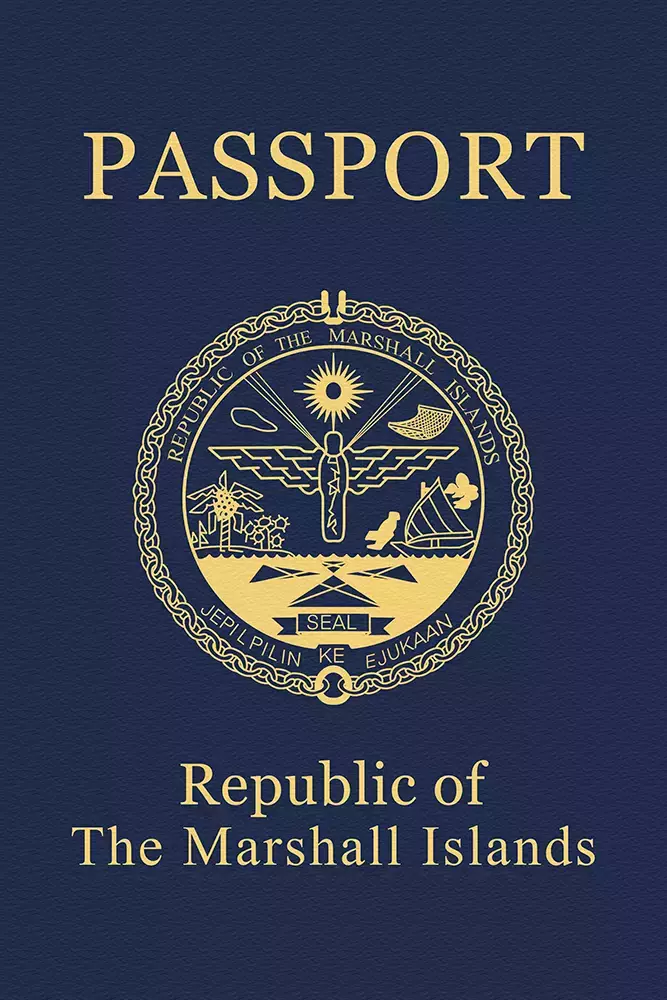 PASSPORT
REPUBLIC OF THE MARSHALL ISLANDS
SEAL
JEPILPILIN KE EJUKAAN
Republic of
The Marshall Islands